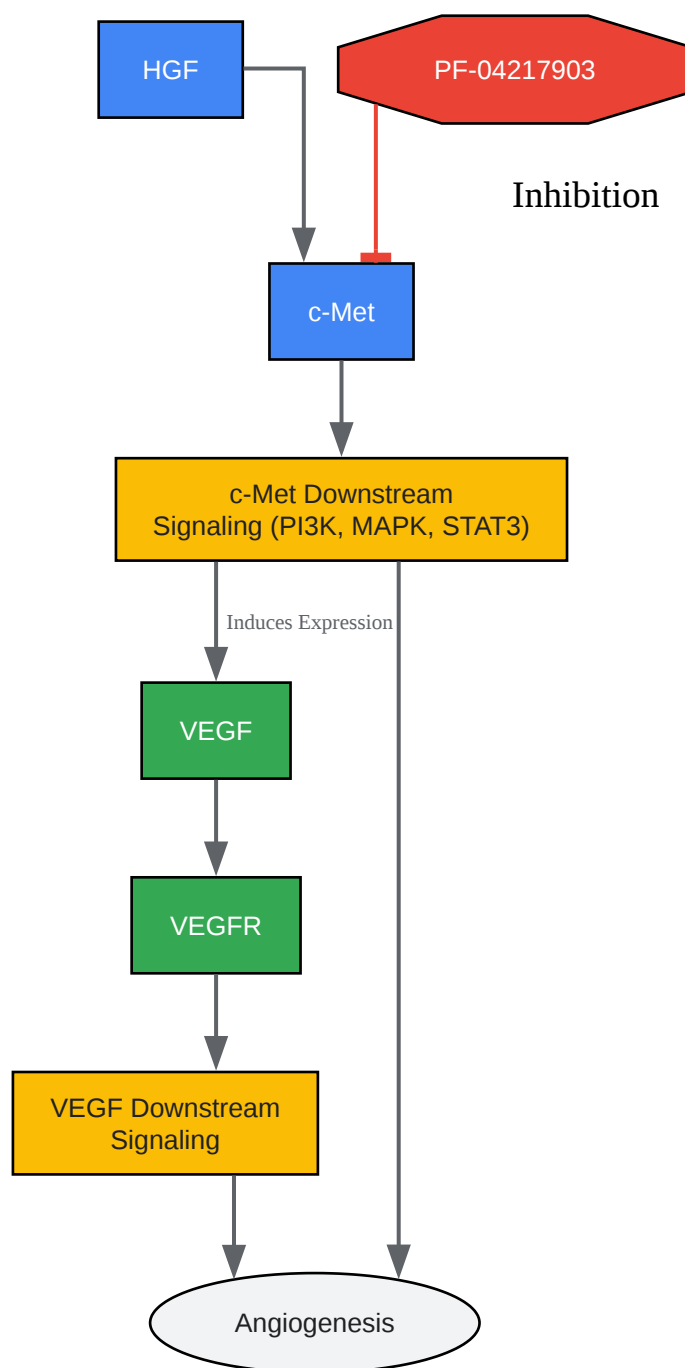 HGF
PF-04217903
Inhibition
c-Met
c-Met Downstream
Signaling (PI3K, MAPK, STAT3)
Induces Expression
VEGF
VEGFR
VEGF Downstream
Signaling
Angiogenesis